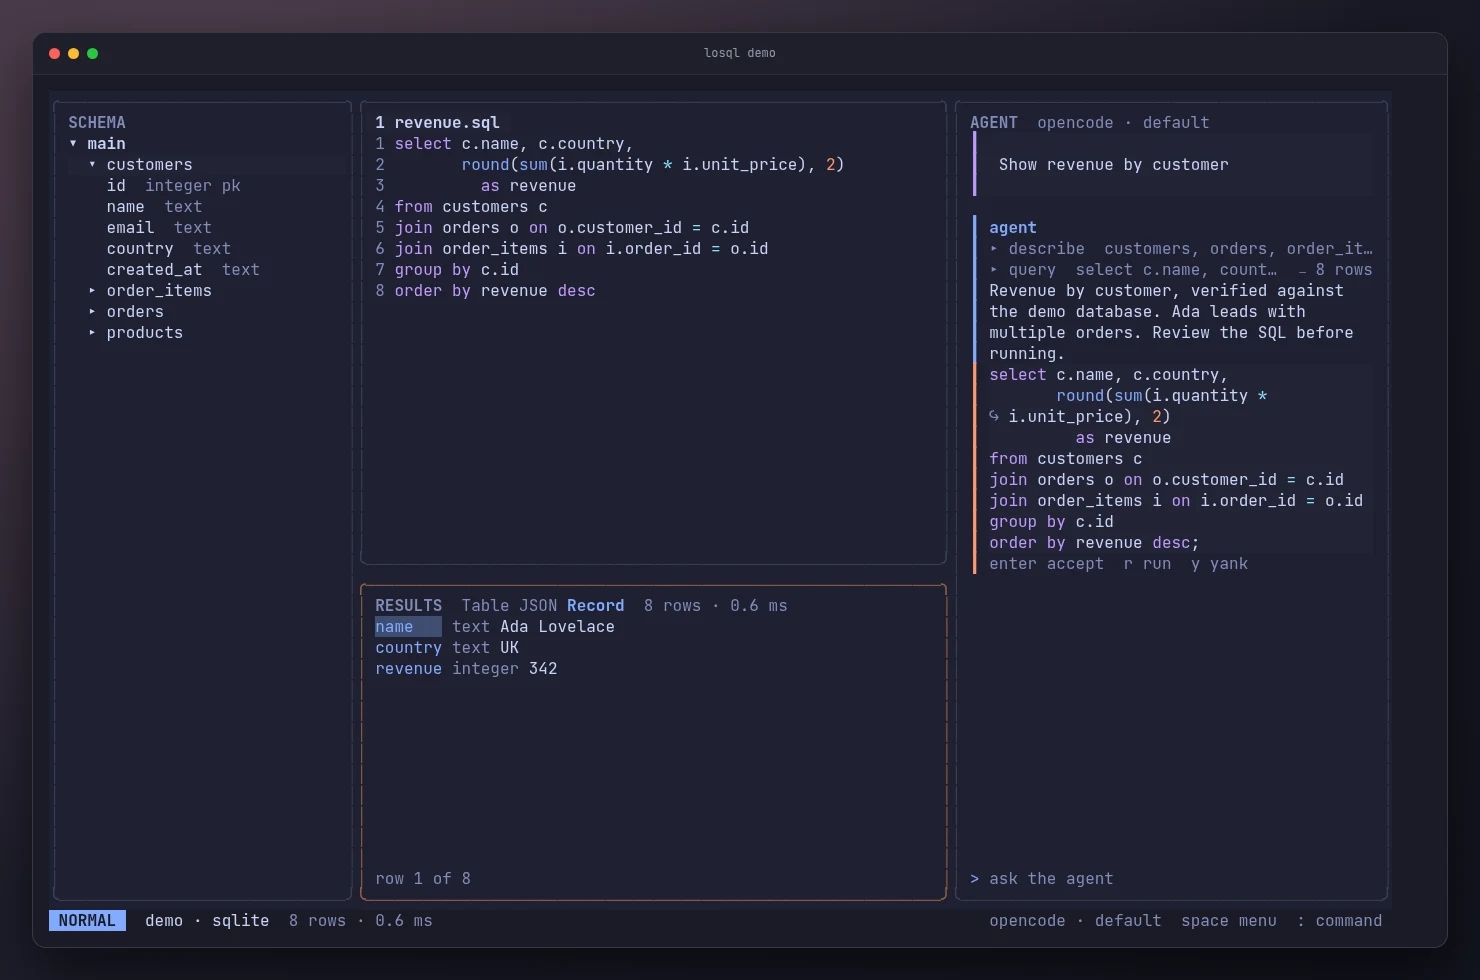 losql demo
SCHEMA
▾ main
▾ customers
id integer pk
name text
email text
country text
created_at text
▸ order_items
▸ orders
▸ products
1 revenue.sql
1 select c.name, c.country,
2 round(sum(i.quantity * i.unit_price), 2)
3 as revenue
4 from customers c
5 join orders o on o.customer_id = c.id
6 join order_items i on i.order_id = o.id
7 group by c.id
8 order by revenue desc
RESULTS Table JSON Record 8 rows · 0.6 ms
name text Ada Lovelace
country text UK
revenue integer 342
row 1 of 8
AGENT opencode · default
Show revenue by customer
agent
▸ describe customers, orders, order_it…
▸ query select c.name, count… — 8 rows
Revenue by customer, verified against
the demo database. Ada leads with
multiple orders. Review the SQL before
running.
select c.name, c.country,
round(sum(i.quantity *
↪ i.unit_price), 2)
as revenue
from customers c
join orders o on o.customer_id = c.id
join order_items i on i.order_id = o.id
group by c.id
order by revenue desc;
enter accept r run y yank
> ask the agent
NORMAL demo · sqlite 8 rows · 0.6 ms
opencode · default space menu : command